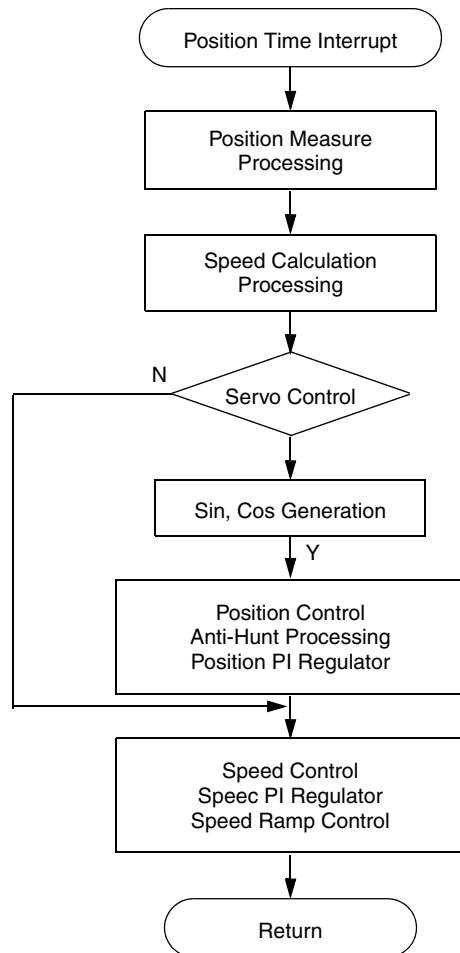 Position Time Interrupt
Position Measure
Processing
Speed Calculation
Processing
N
Servo Control
Sin, Cos Generation
Y
Position Control
Anti-Hunt Processing
Position PI Regulator
Speed Control
Speec PI Regulator
Speed Ramp Control
Return